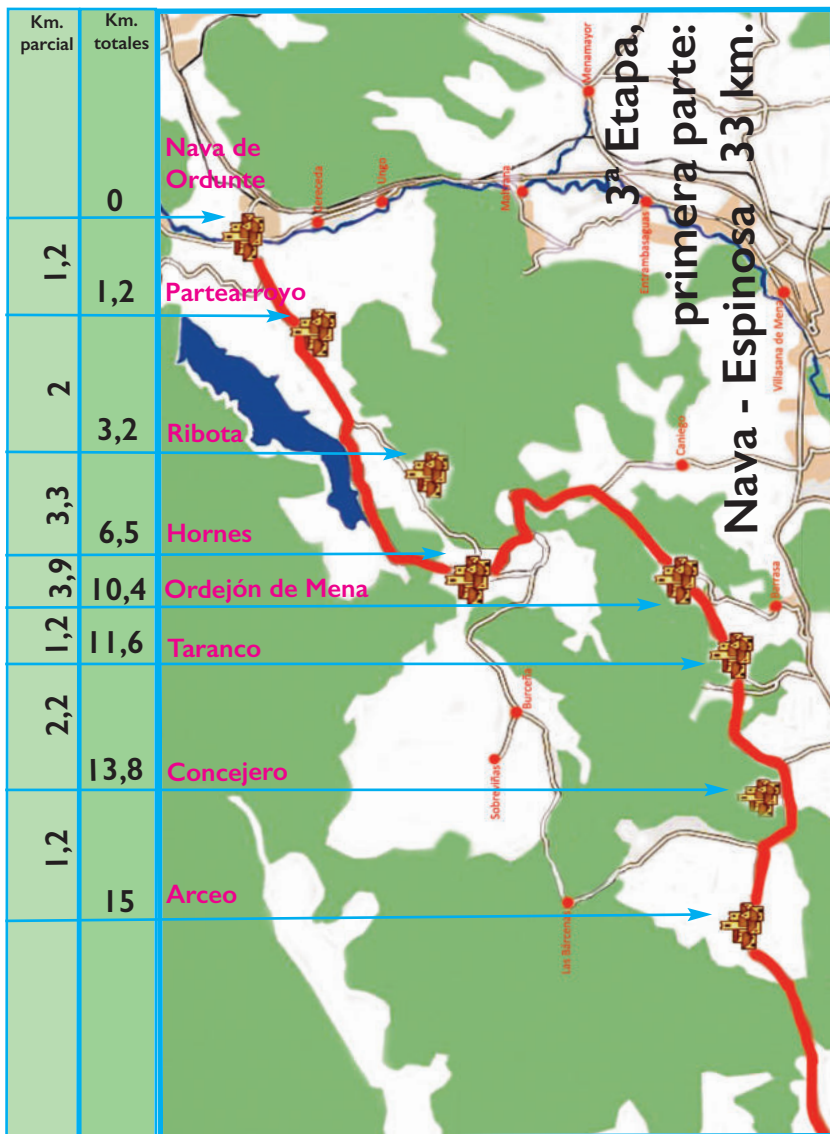 Km.
parcial
Km.
totales
3ª Etapa,
primera parte:
Nava - Espinosa 33 km.
Nava de
Ordunte
0
1,2
1,2
Partearroyo
2
3,2
Ribota
3,3
6,5
Hornes
3,9
10,4
Ordejón de Mena
1,2
11,6
Taranco
2,2
13,8
Concejero
1,2
15
Arceo
Menamayor
Ungo
Entrambasaguas
Villasana de Mena
Caniego
Burceña
Sobreviñas
Las Bárcenas